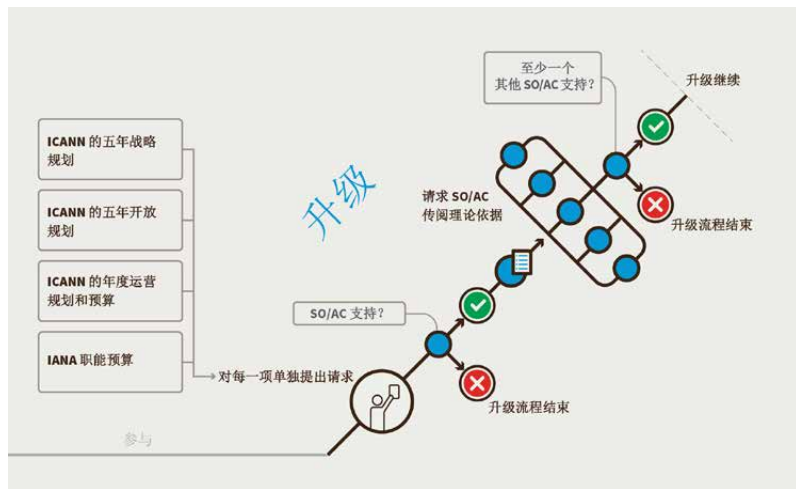 至少一个
其他 SO/AC 支持？
升级继续
ICANN 的五年战略
规划
ICANN 的五年开放
规划
ICANN 的年度运营
规划和预算
IANA 职能预算
升级
请求 SO/AC
传阅理论依据
升级流程结束
SO/AC 支持？
对每一项单独提出请求
升级流程结束
参与